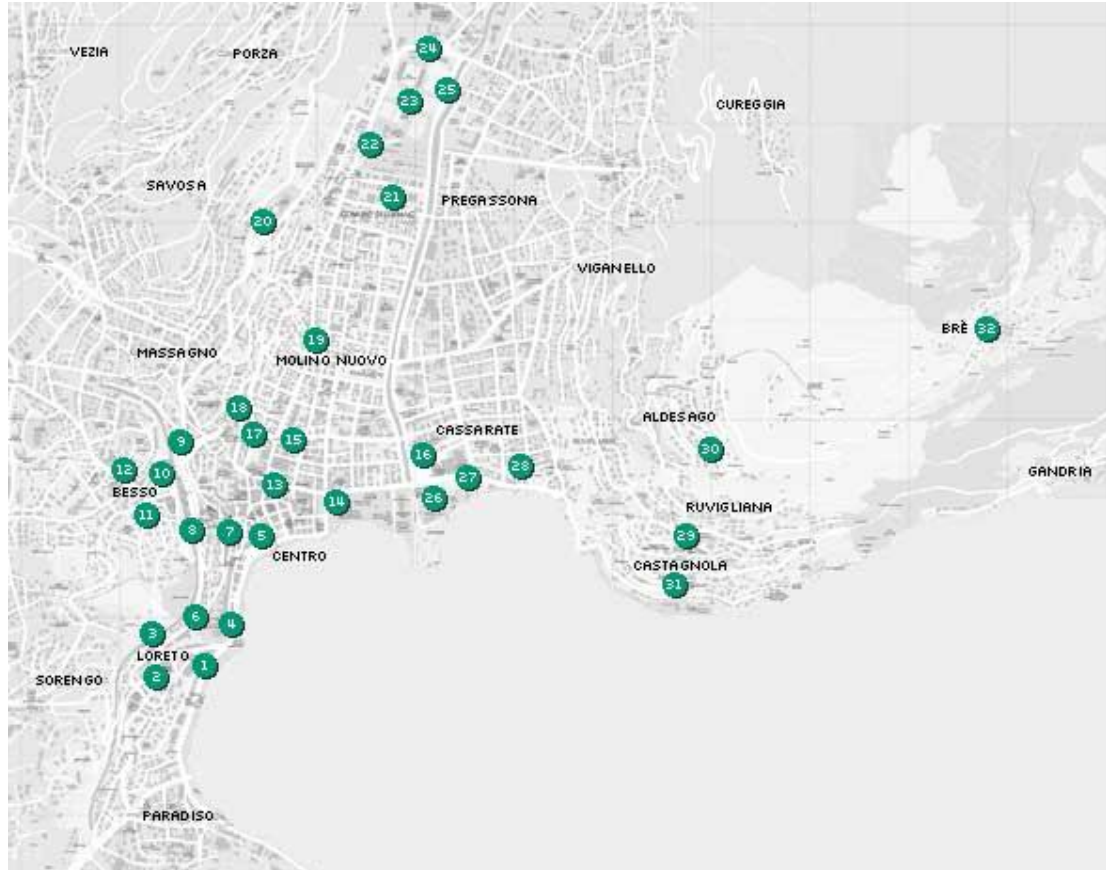 24
VEZIA
PORZA
25
23
CUREGGIA
22
SAVOSA
21
PREGASSONA
20
VIGANELLO
BRÈ 32
19
MASSAGNO
MOLINO NUOVO
18
ALDESAGO
CASSARATE
17
15
9
30
16
12
10
28
GANDRIA
27
BESSO
13
26
14
RUVIGLIANA
11
8
7
5
29
CENTRO
CASTAGNOLA
31
6
4
3
LORETO
1
2
SORENGO
PARADISO